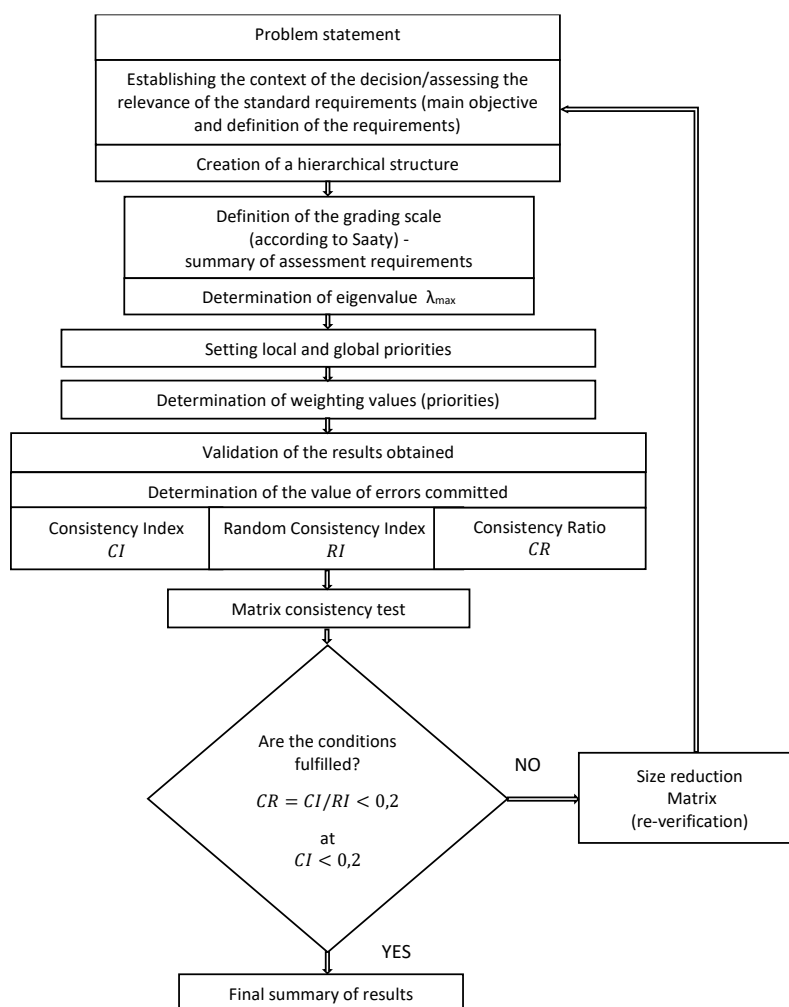 Problem statement
Establishing the context of the decision/assessing the
relevance of the standard requirements (main objective
and definition of the requirements)
Creation of a hierarchical structure
Definition of the grading scale
(according to Saaty) -
summary of assessment requirements
Determination of eigenvalue λmax
Setting local and global priorities
Determination of weighting values (priorities)
Validation of the results obtained
Determination of the value of errors committed
Consistency Index
CI
Random Consistency Index
RI
Consistency Ratio
CR
Matrix consistency test
Are the conditions
fulfilled?
CR = CI/RI < 0,2
at
CI < 0,2
NO
Size reduction
Matrix
(re-verification)
YES
Final summary of results